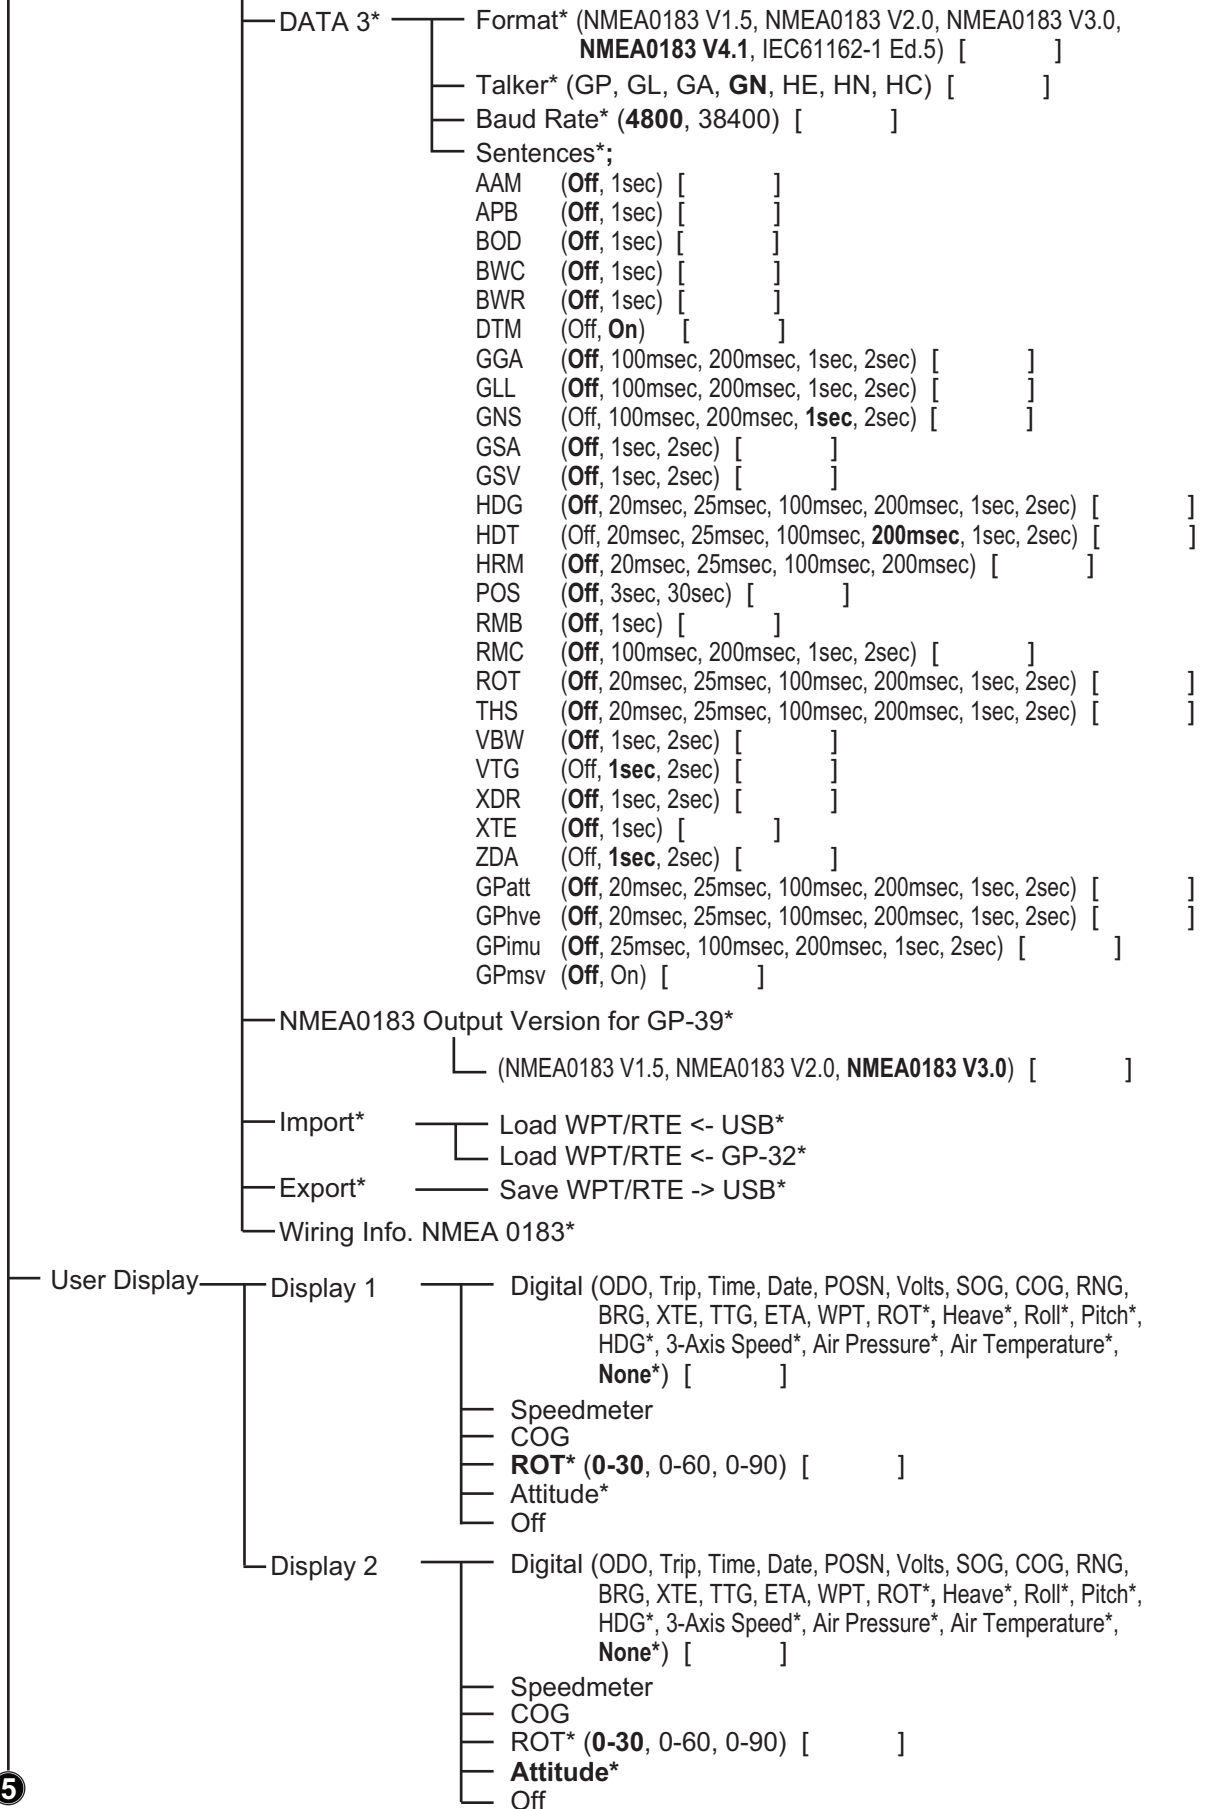 DATA 3*
Format* (NMEA0183 V1.5, NMEA0183 V2.0, NMEA0183 V3.0,
NMEA0183 V4.1, IEC61162-1 Ed.5) [ ]
Talker* (GP, GL, GA, GN, HE, HN, HC) [ ]
Baud Rate* (4800, 38400) [ ]
Sentences*;
AAM (Off, 1sec) [ ]
APB (Off, 1sec) [ ]
BOD (Off, 1sec) [ ]
BWC (Off, 1sec) [ ]
BWR (Off, 1sec) [ ]
DTM (Off, On) [ ]
GGA (Off, 100msec, 200msec, 1sec, 2sec) [ ]
GLL (Off, 100msec, 200msec, 1sec, 2sec) [ ]
GNS (Off, 100msec, 200msec, 1sec, 2sec) [ ]
GSA (Off, 1sec, 2sec) [ ]
GSV (Off, 1sec, 2sec) [ ]
HDG (Off, 20msec, 25msec, 100msec, 200msec, 1sec, 2sec) [ ]
HDT (Off, 20msec, 25msec, 100msec, 200msec, 1sec, 2sec) [ ]
HRM (Off, 20msec, 25msec, 100msec, 200msec) [ ]
POS (Off, 3sec, 30sec) [ ]
RMB (Off, 1sec) [ ]
RMC (Off, 100msec, 200msec, 1sec, 2sec) [ ]
ROT (Off, 20msec, 25msec, 100msec, 200msec, 1sec, 2sec) [ ]
THS (Off, 20msec, 25msec, 100msec, 200msec, 1sec, 2sec) [ ]
VBW (Off, 1sec, 2sec) [ ]
VTG (Off, 1sec, 2sec) [ ]
XDR (Off, 1sec, 2sec) [ ]
XTE (Off, 1sec) [ ]
ZDA (Off, 1sec, 2sec) [ ]
GPatt (Off, 20msec, 25msec, 100msec, 200msec, 1sec, 2sec) [ ]
GPhve (Off, 20msec, 25msec, 100msec, 200msec, 1sec, 2sec) [ ]
GPimu (Off, 25msec, 100msec, 200msec, 1sec, 2sec) [ ]
GPmsv (Off, On) [ ]
NMEA0183 Output Version for GP-39*
(NMEA0183 V1.5, NMEA0183 V2.0, NMEA0183 V3.0) [ ]
Import*
Load WPT/RTE <- USB*
Load WPT/RTE <- GP-32*
Export*
Save WPT/RTE -> USB*
Wiring Info. NMEA 0183*
User Display
Display 1
Digital (ODO, Trip, Time, Date, POSN, Volts, SOG, COG, RNG,
BRG, XTE, TTG, ETA, WPT, ROT*, Heave*, Roll*, Pitch*,
HDG*, 3-Axis Speed*, Air Pressure*, Air Temperature*,
None*) [ ]
Speedmeter
COG
ROT* (0-30, 0-60, 0-90) [ ]
Attitude*
Off
Display 2
Digital (ODO, Trip, Time, Date, POSN, Volts, SOG, COG, RNG,
BRG, XTE, TTG, ETA, WPT, ROT*, Heave*, Roll*, Pitch*,
HDG*, 3-Axis Speed*, Air Pressure*, Air Temperature*,
None*) [ ]
Speedmeter
COG
ROT* (0-30, 0-60, 0-90) [ ]
Attitude*
Off
5